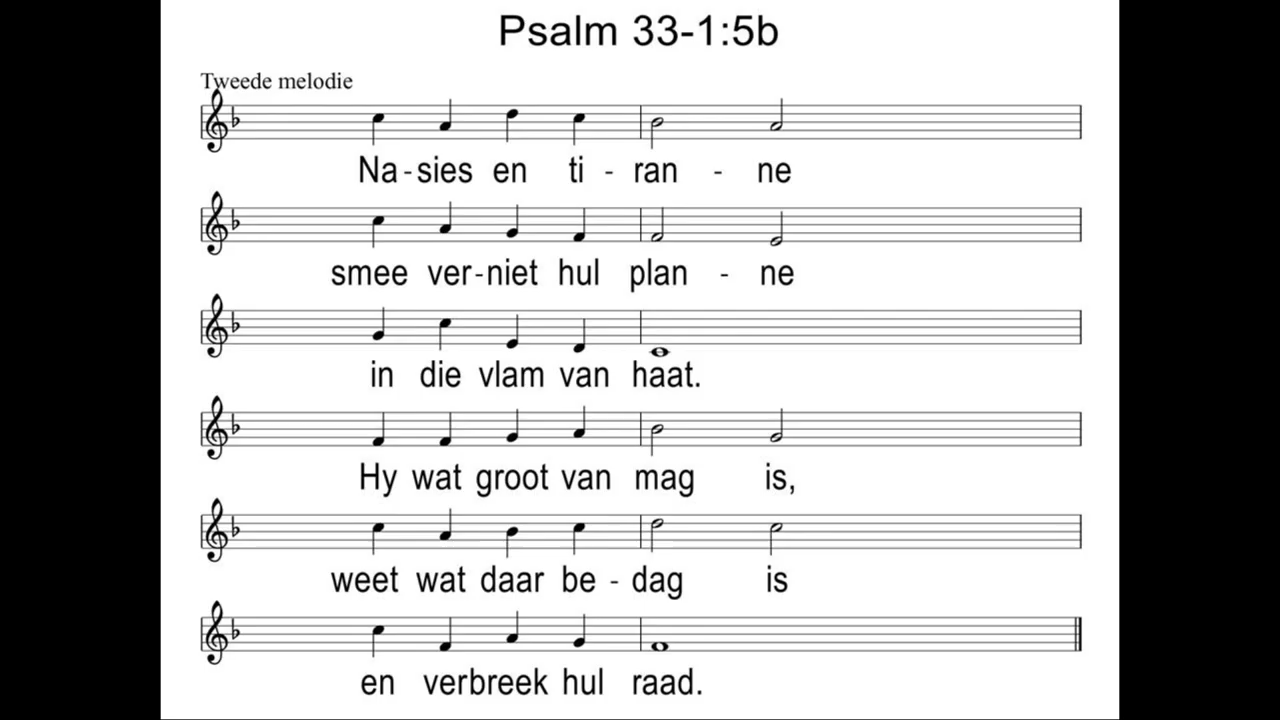 Psalm 33-1:5b
Tweede melodie
Na - sies en ti - ran - ne
smee ver - niet hul plan - ne
in die vlam van haat.
Hy wat groot van mag is,
weet wat daar be - dag is
en verbreek hul raad.